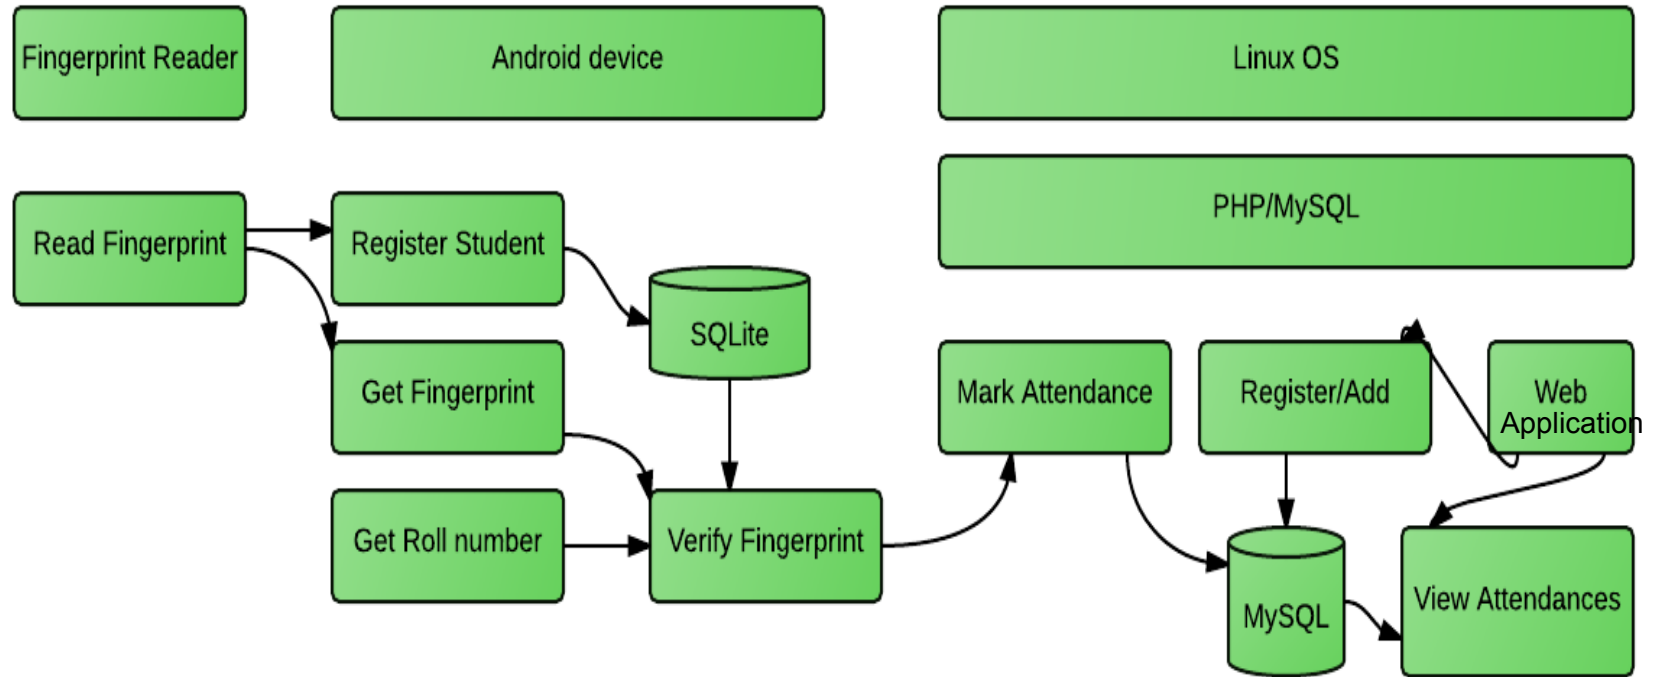 Fingerprint Reader
Android device
Linux OS
PHP/MySQL
Read Fingerprint
Register Student
SQLite
Get Fingerprint
Mark Attendance
Register/Add
Web
Application
Get Roll number
Verify Fingerprint
MySQL
View Attendances